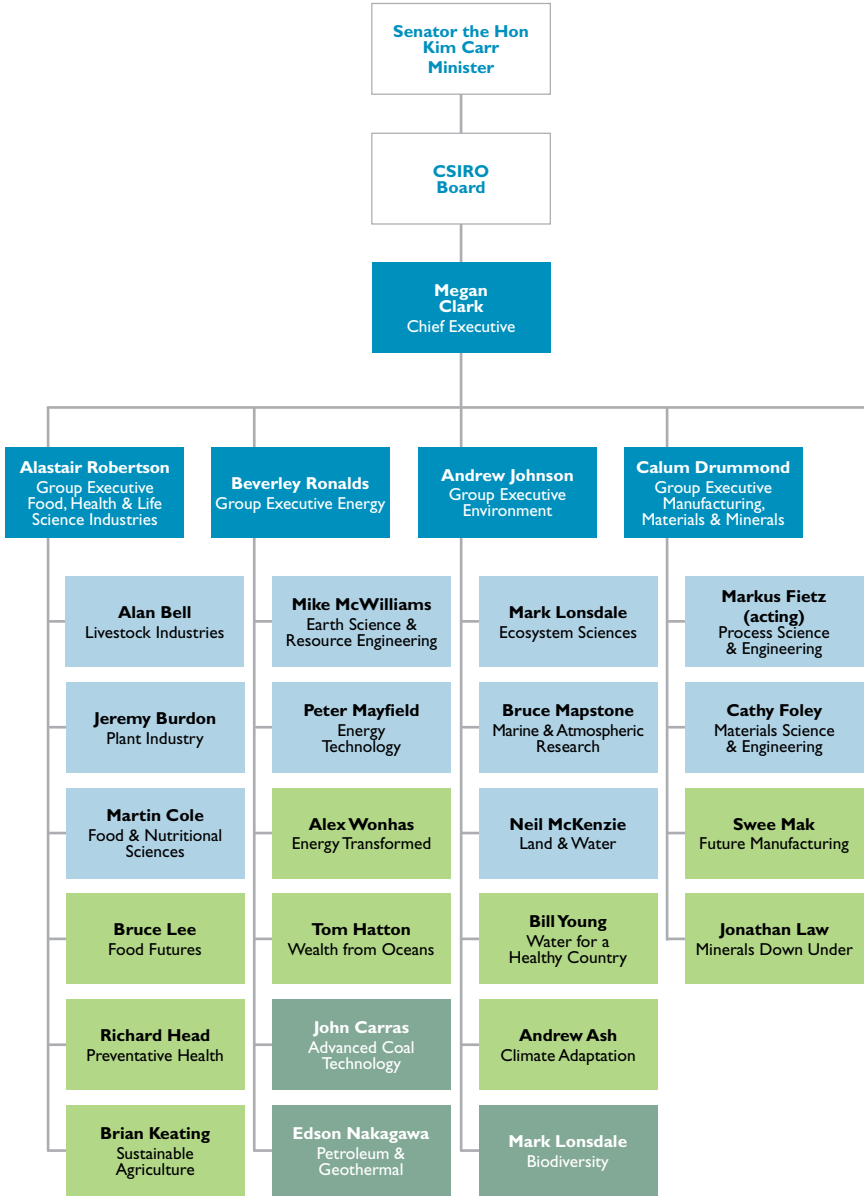 Senator the Hon
Kim Carr
Minister
CSIRO
Board
Megan
Clark
Chief Executive
Alastair Robertson
Group Executive
Food, Health & Life
Science Industries
Beverley Ronalds
Group Executive Energy
Andrew Johnson
Group Executive
Environment
Calum Drummond
Group Executive
Manufacturing,
Materials & Minerals
Alan Bell
Livestock Industries
Mike McWilliams
Earth Science &
Resource Engineering
Mark Lonsdale
Ecosystem Sciences
Markus Fietz
(acting)
Process Science
& Engineering
Jeremy Burdon
Plant Industry
Peter Mayfield
Energy
Technology
Bruce Mapstone
Marine & Atmospheric
Research
Cathy Foley
Materials Science
& Engineering
Martin Cole
Food & Nutritional
Sciences
Alex Wonhas
Energy Transformed
Neil McKenzie
Land & Water
Swee Mak
Future Manufacturing
Bruce Lee
Food Futures
Tom Hatton
Wealth from Oceans
Bill Young
Water for a
Healthy Country
Jonathan Law
Minerals Down Under
Richard Head
Preventative Health
John Carras
Advanced Coal
Technology
Andrew Ash
Climate Adaptation
Brian Keating
Sustainable
Agriculture
Edson Nakagawa
Petroleum &
Geothermal
Mark Lonsdale
Biodiversity